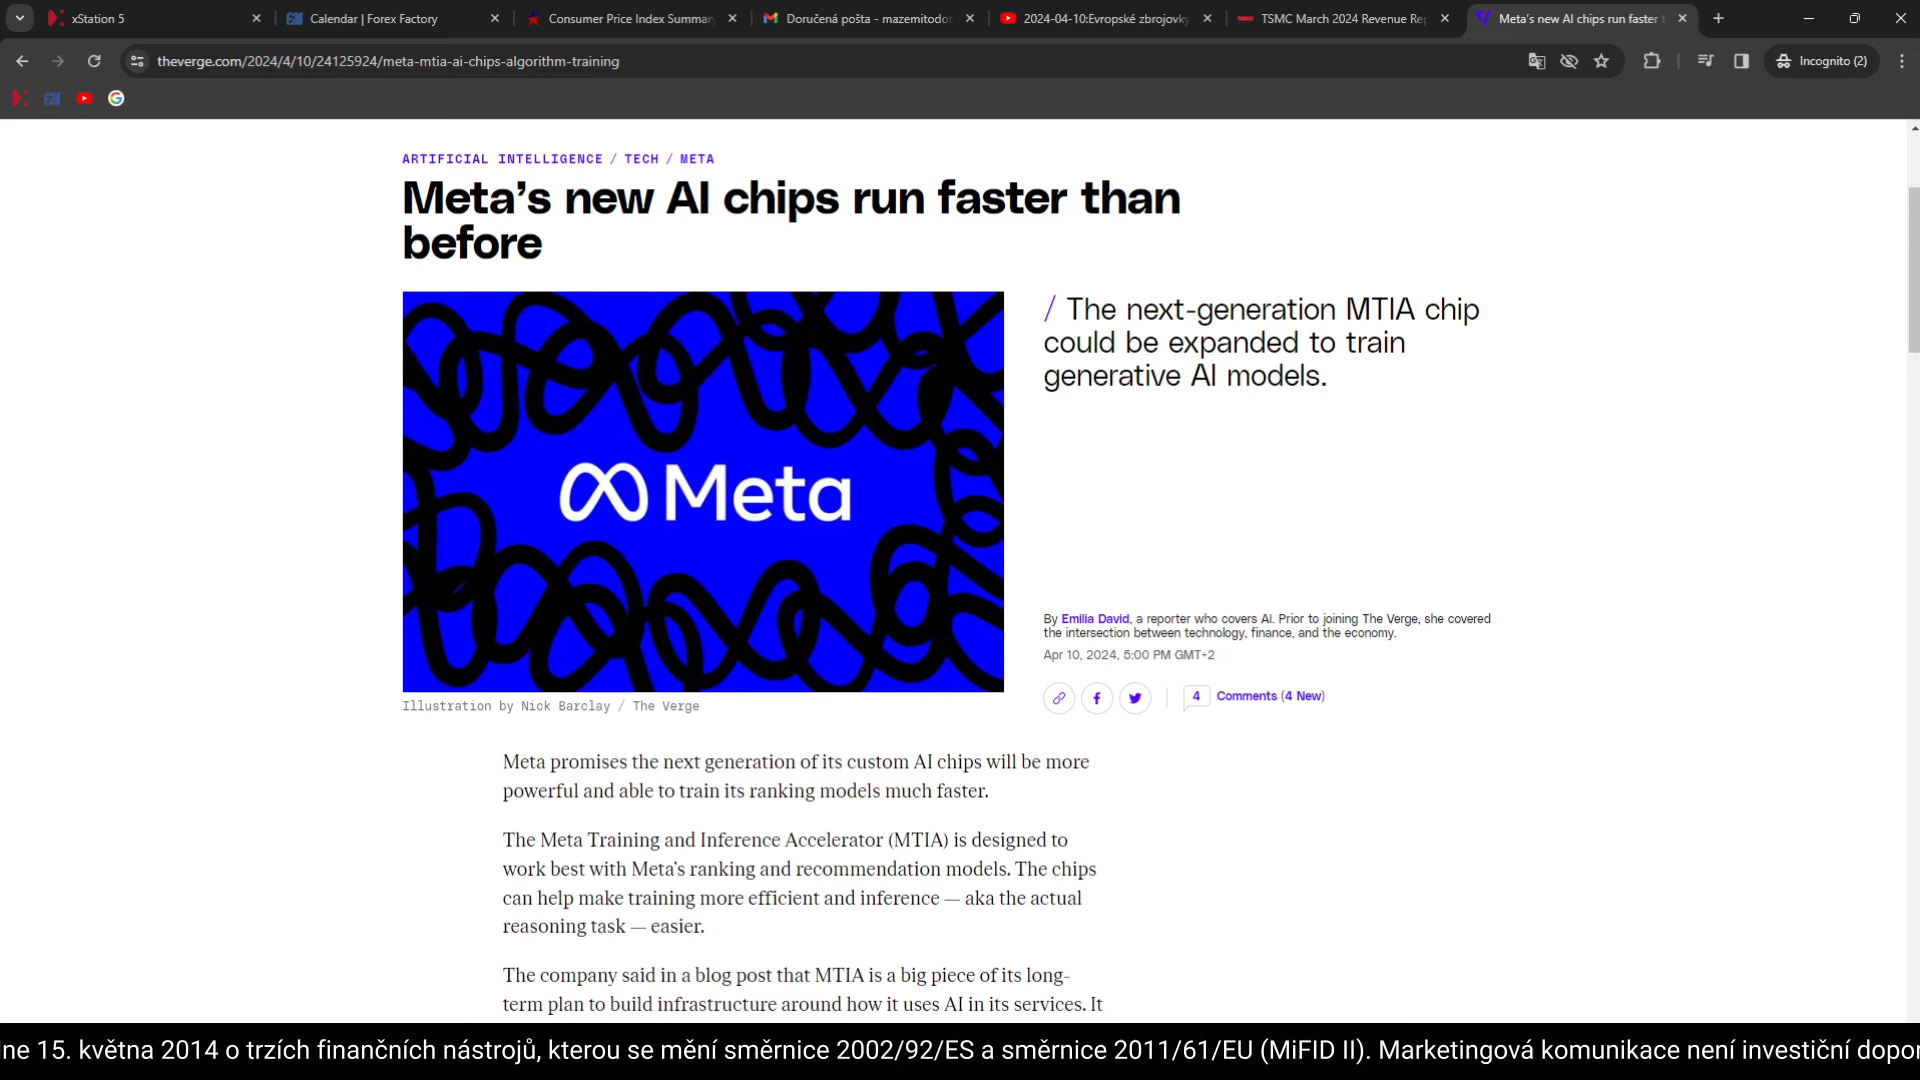 xStation 5
Calendar | Forex Factory
Consumer Price Index Summar
Doručená pošta - mazemitodo
2024-04-10:Evropské zbrojovky
TSMC March 2024 Revenue Re
Meta's new AI chips run faster t
theverge.com/2024/4/10/24125924/meta-mtia-ai-chips-algorithm-training
Incognito (2)
ARTIFICIAL INTELLIGENCE / TECH / META
Meta's new AI chips run faster than
before
/ The next-generation MTIA chip
could be expanded to train
generative AI models.
Meta
By Emilia David, a reporter who covers AI. Prior to joining The Verge, she covered
the intersection between technology, finance, and the economy.
Apr 10, 2024, 5:00 PM GMT+2
4 Comments (4 New)
Illustration by Nick Barclay / The Verge
Meta promises the next generation of its custom AI chips will be more
powerful and able to train its ranking models much faster.
The Meta Training and Inference Accelerator (MTIA) is designed to
work best with Meta's ranking and recommendation models. The chips
can help make training more efficient and inference — aka the actual
reasoning task — easier.
The company said in a blog post that MTIA is a big piece of its long-
term plan to build infrastructure around how it uses AI in its services. It
dne 15. května 2014 o trzích finančních nástrojů, kterou se mění směrnice 2002/92/ES a směrnice 2011/61/EU (MiFID II). Marketingová komunikace není investiční dopor